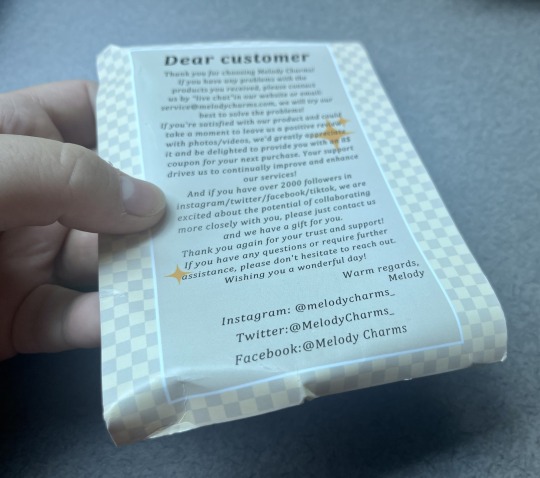 Dear customer
Thank you for choosing Melody Charms!
If you have any problems with the
products you received, please contact
us by "live chat"in our website or email:
service@melodycharms.com, we will try our
best to solve the problems!
If you're satisfied with our product and could
take a moment to leave us a positive review
with photos/videos, we'd greatly appreciate
it and be delighted to provide you with an
coupon for your next purchase. Your support
drives us to continually improve and enhance
our services!
And if you have over 2000 followers in
instagram/twitter/facebook/tiktok, we are
excited about the potential of collaborating
more closely with you, please just contact us
and we have a gift for you.
Thank you again for your trust and support!
If you have any questions or require further
assistance, please don't hesitate to reach out.
Wishing you a wonderful day!
Warm regards,
Melody
Instagram: @melodycharms_
Twitter:@MelodyCharms_
Facebook:@Melody Charms